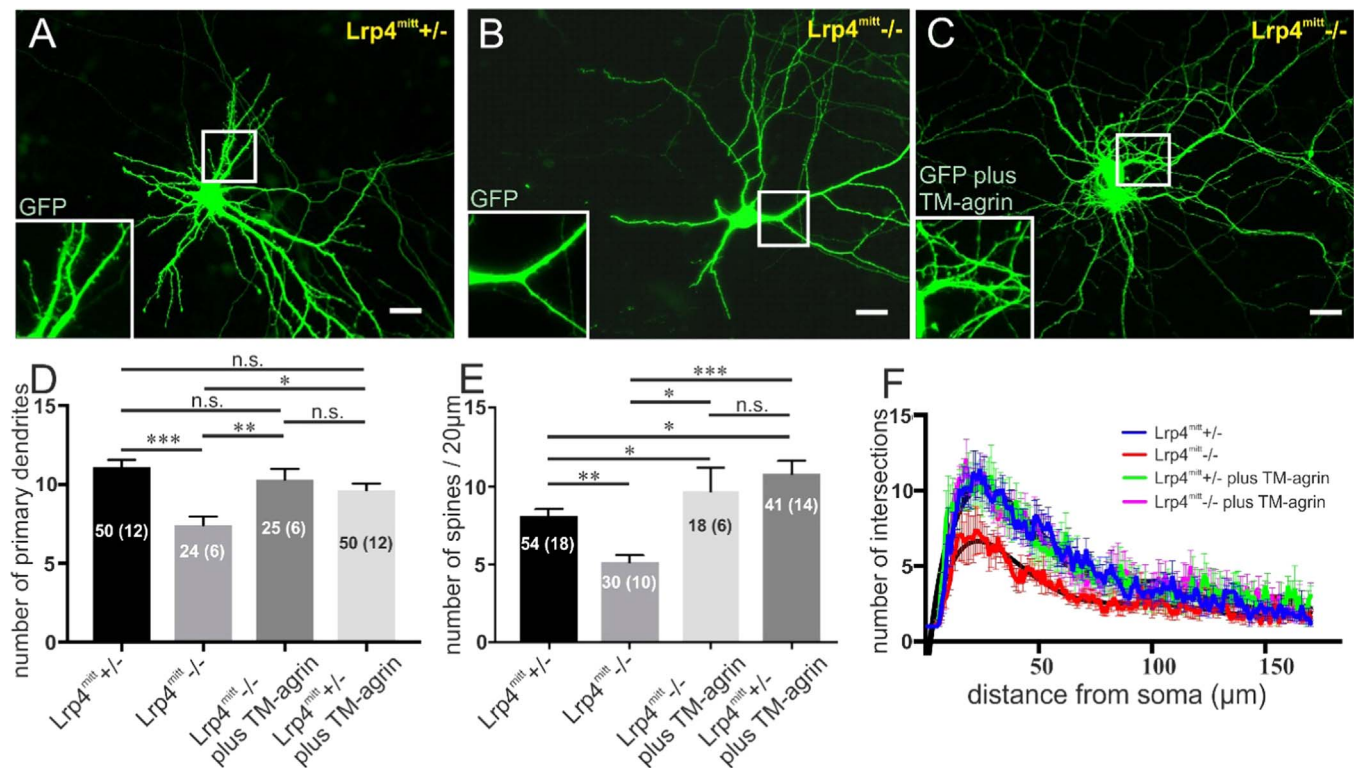 A
Lrp4mitt+/-
GFP
B
Lrp4mitt-/-
GFP
C
Lrp4mitt-/-
GFP plus
TM-agrin
D
number of primary dendrites
15
10
5
0
n.s.
*
n.s.
n.s.
***
**
50 (12)
24 (6)
25 (6)
50 (12)
Lrp4mitt+/-
Lrp4mitt-/-
Lrp4mitt-/-
plus TM-agrin
Lrp4mitt+/-
plus TM-agrin
E
number of spines / 20µm
15
10
5
0
***
*
n.s.
*
*
**
54 (18)
30 (10)
18 (6)
41 (14)
Lrp4mitt+/-
Lrp4mitt-/-
Lrp4mitt-/-
plus TM-agrin
Lrp4mitt+/-
plus TM-agrin
F
number of intersections
15
10
5
0
Lrp4mitt+/-
Lrp4mitt-/-
Lrp4mitt+/- plus TM-agrin
Lrp4mitt-/- plus TM-agrin
50
100
150
distance from soma (µm)